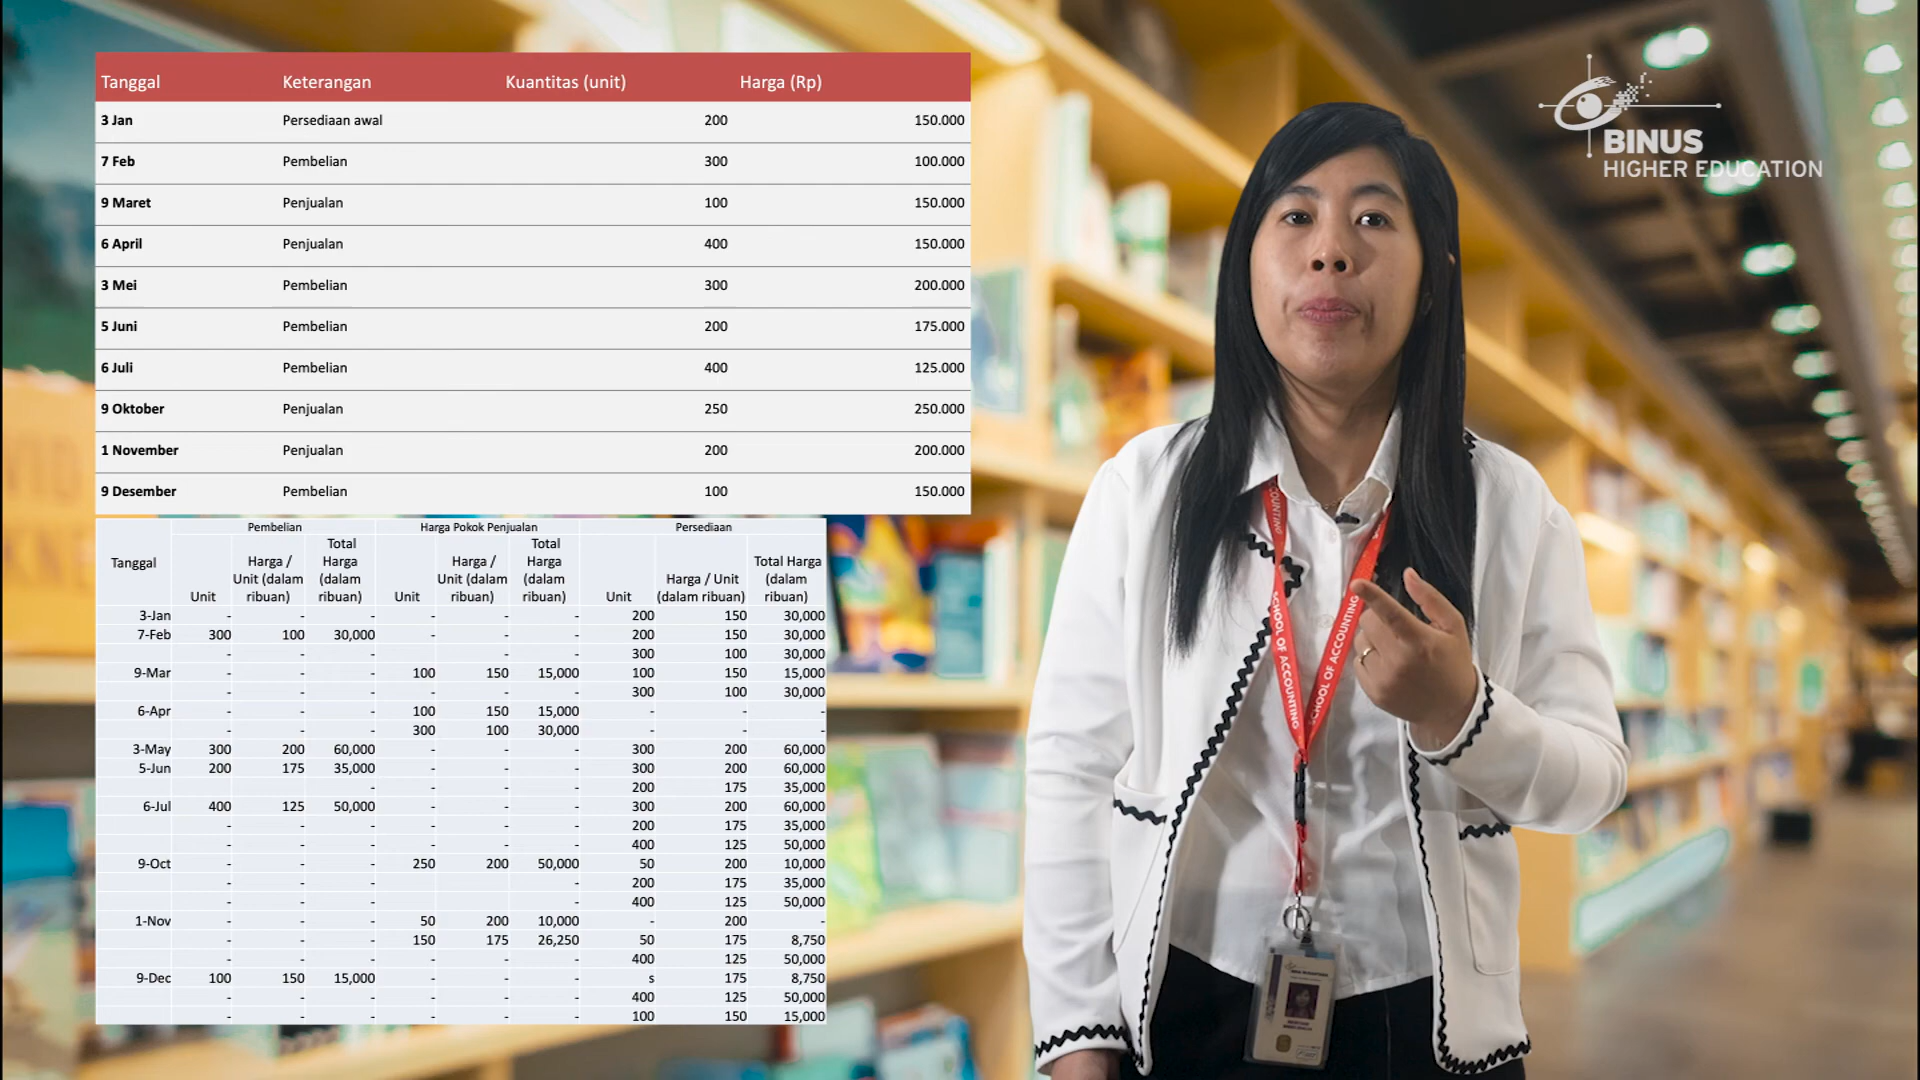 Tanggal Keterangan Kuantitas (unit) Harga (Rp)
3 Jan Persediaan awal 200 150.000
7 Feb Pembelian 300 100.000
9 Maret Penjualan 100 150.000
6 April Penjualan 400 150.000
3 Mei Pembelian 300 200.000
5 Juni Pembelian 200 175.000
6 Juli Pembelian 400 125.000
9 Oktober Penjualan 250 250.000
1 November Penjualan 200 200.000
9 Desember Pembelian 100 150.000
Pembelian Harga Pokok Penjualan Persediaan
Tanggal Unit Harga / Unit (dalam ribuan) Total Harga (dalam ribuan) Unit Harga / Unit (dalam ribuan) Total Harga (dalam ribuan) Unit Harga / Unit (dalam ribuan) Total Harga (dalam ribuan)
3-Jan - - - - - - 200 150 30,000
7-Feb 300 100 30,000 - - - 200 150 30,000
- - - - - - 300 100 30,000
9-Mar - - - 100 150 15,000 100 150 15,000
- - - - - - 300 100 30,000
6-Apr - - - 100 150 15,000 - - -
- - - 300 100 30,000 - - -
3-May 300 200 60,000 - - - 300 200 60,000
5-Jun 200 175 35,000 - - - 300 200 60,000
- - - - 200 175 35,000
6-Jul 400 125 50,000 - - - 300 200 60,000
- - - - - - 200 175 35,000
- - - - - - 400 125 50,000
9-Oct - - - 250 200 50,000 50 200 10,000
- - - - 200 175 35,000
- - - - 400 125 50,000
1-Nov - - - 50 200 10,000 - 200 -
- - - 150 175 26,250 50 175 8,750
- - - - - - 400 125 50,000
9-Dec 100 150 15,000 - - - s 175 8,750
- - - - - - 400 125 50,000
- - - - - - 100 150 15,000
BINUS
HIGHER EDUCATION
SCHOOL OF ACCOUNTING
SCHOOL OF ACCOUNTING